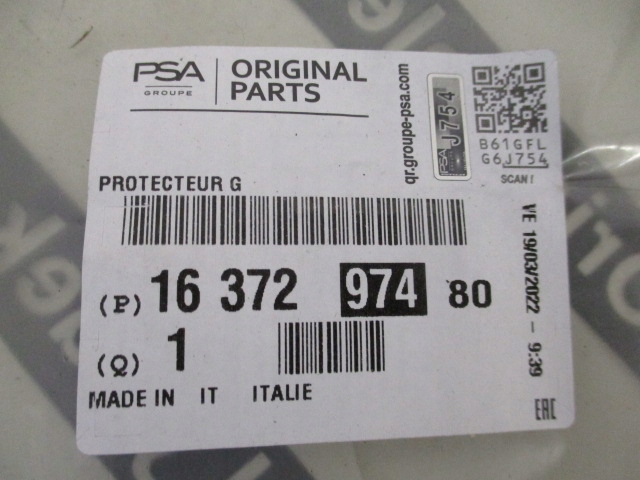 PSA
GROUPE
ORIGINAL
PARTS
qr.groupe-psa.com
PSA
J754
B61GFL
G6J754
SCAN!
PROTECTEUR G
VE 19/03/2022 - 9:39
(P) 16 372 974 80
(Q) 1
MADE IN IT ITALIE
EAC